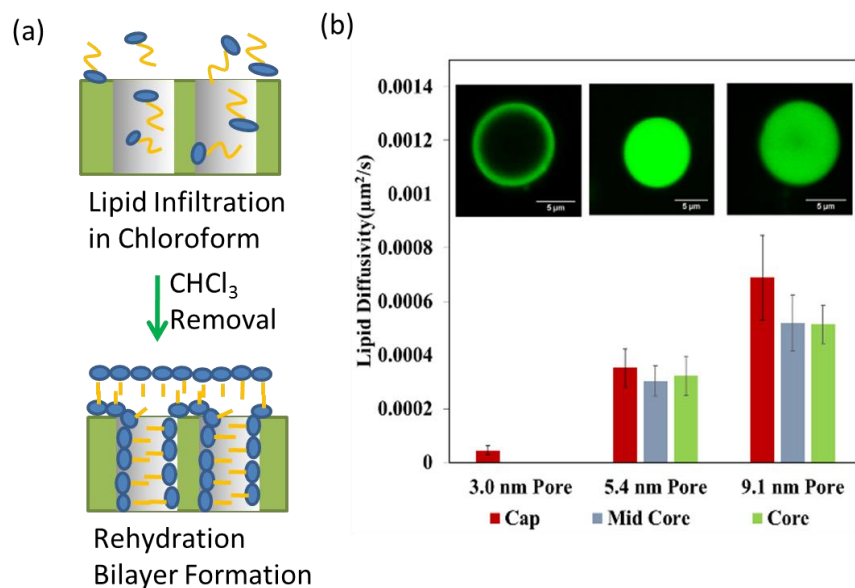 (a)
Lipid Infiltration
in Chloroform
CHCl₃
Removal
Rehydration
Bilayer Formation
(b)
Lipid Diffusivity(µm²/s)
0.0014
0.0012
0.001
0.0008
0.0006
0.0004
0.0002
0
5 µm
5 µm
5 µm
3.0 nm Pore
5.4 nm Pore
9.1 nm Pore
Cap
Mid Core
Core